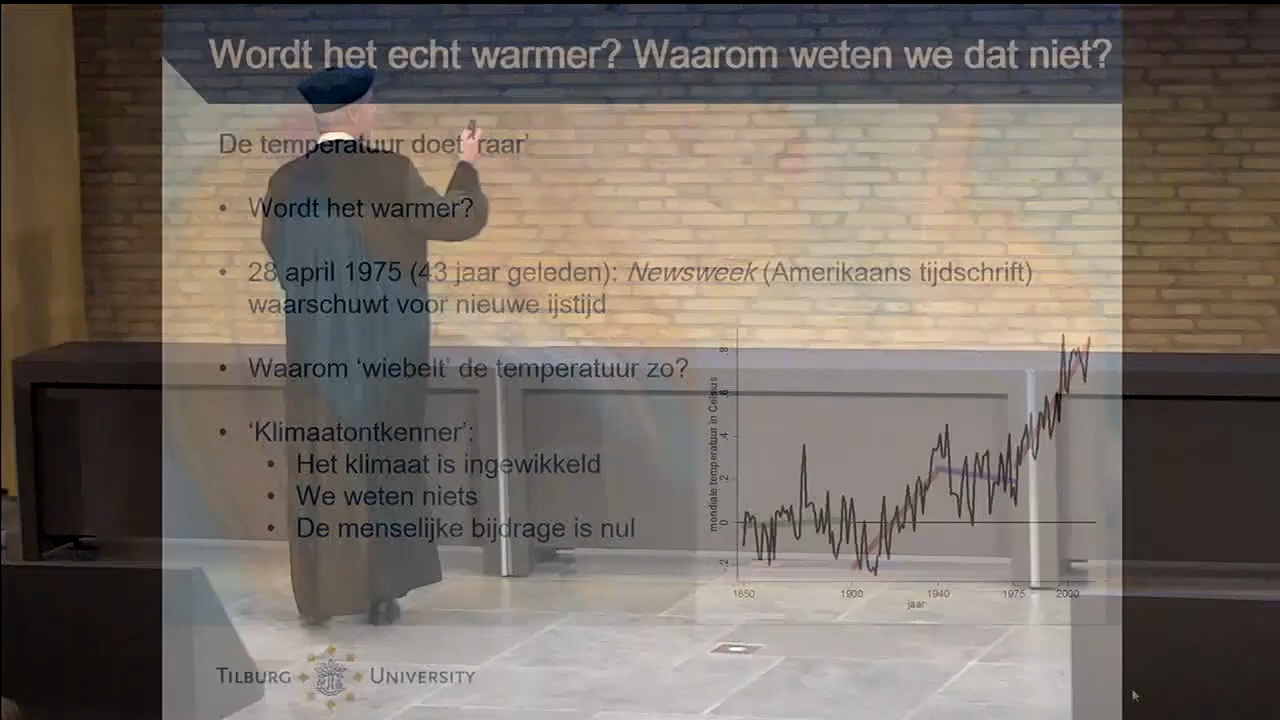 Wordt het echt warmer? Waarom weten we dat niet?
De temperatuur doet 'raar'
• Wordt het warmer?
• 28 april 1975 (43 jaar geleden): Newsweek (Amerikaans tijdschrift)
waarschuwt voor nieuwe ijstijd
• Waarom 'wiebelt' de temperatuur zo?
• 'Klimaatontkenner':
• Het klimaat is ingewikkeld
• We weten niets
• De menselijke bijdrage is nul
mondiale temperatuur in Celsius
.8
.6
.4
.2
0
-.2
1850 1900 1940 1975 2000
jaar
TILBURG UNIVERSITY